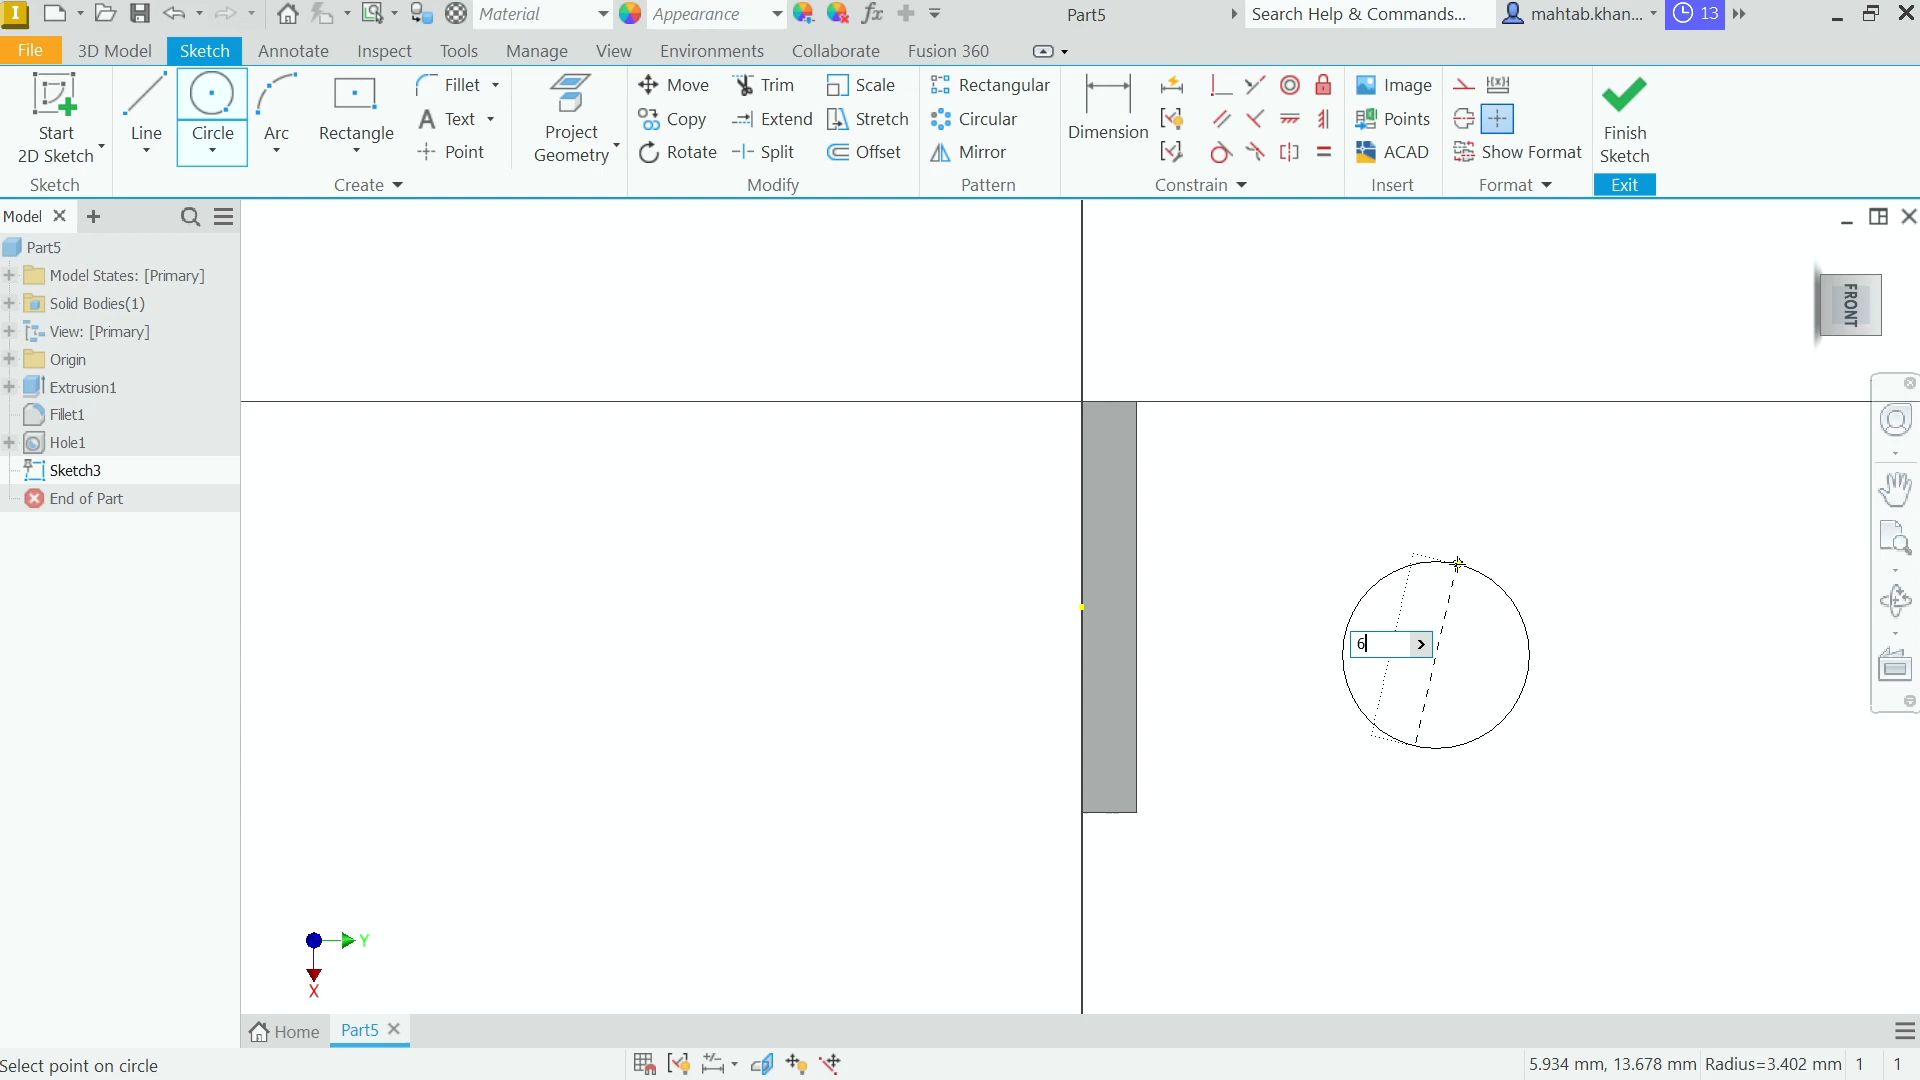 I
Material
Appearance
fx
Part5
Search Help & Commands...
mahtab.khan...
13
File
3D Model
Sketch
Annotate
Inspect
Tools
Manage
View
Environments
Collaborate
Fusion 360
Start
2D Sketch
Line
Circle
Arc
Rectangle
Fillet
Text
Point
Project
Geometry
Move
Copy
Rotate
Trim
Extend
Split
Scale
Stretch
Offset
Rectangular
Circular
Mirror
Dimension
Image
Points
ACAD
Show Format
Finish
Sketch
Sketch
Create
Modify
Pattern
Constrain
Insert
Format
Exit
Model
Part5
Model States: [Primary]
Solid Bodies(1)
View: [Primary]
Origin
Extrusion1
Fillet1
Hole1
Sketch3
End of Part
FRONT
6
Y
X
Home
Part5
Select point on circle
5.934 mm, 13.678 mm
Radius=3.402 mm
1
1